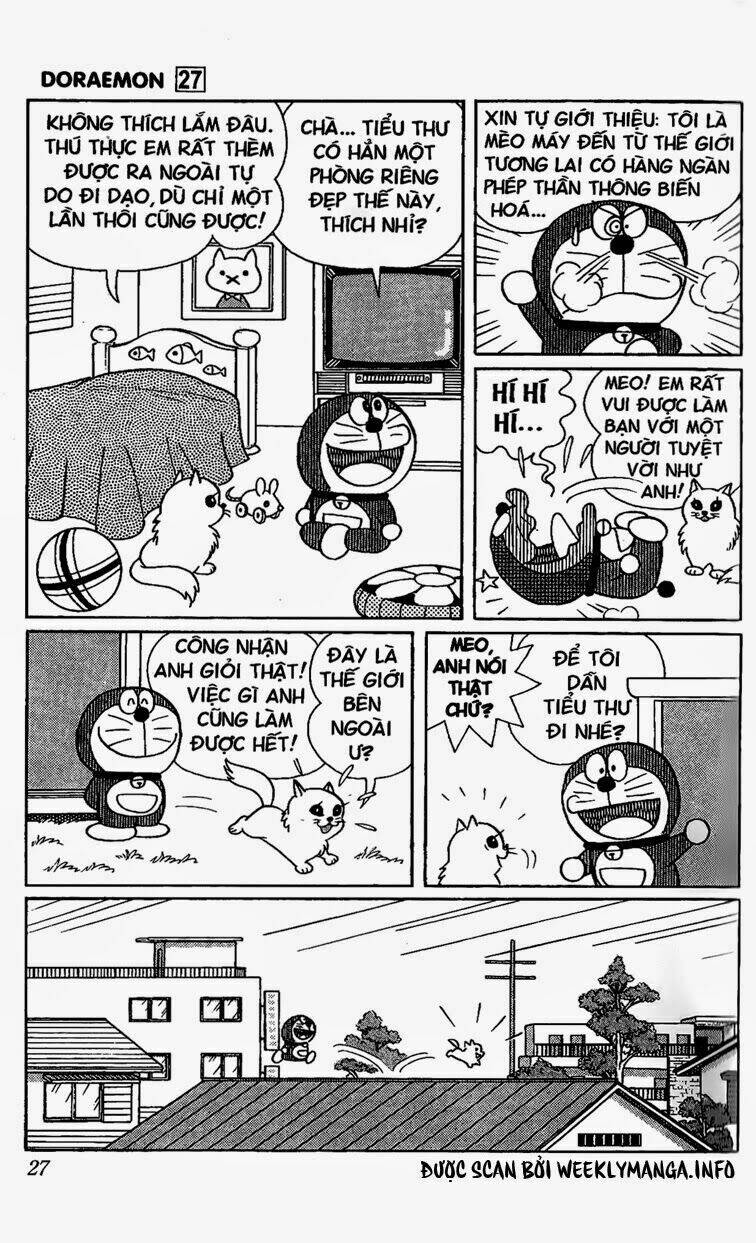 DORAEMON 27
XIN TỰ GIỚI THIỆU: TÔI LÀ
MÈO MÁY ĐẾN TỪ THẾ GIỚI
TƯƠNG LAI CÓ HÀNG NGÀN
PHÉP THẦN THÔNG BIẾN
HOÁ...
MEO! EM RẤT
VUI ĐƯỢC LÀM
BẠN VỚI MỘT
NGƯỜI TUYỆT
VỜI NHƯ
ANH!
HÍ HÍ
HÍ...
CHÀ... TIỂU THƯ
CÓ HẲN MỘT
PHÒNG RIÊNG
ĐẸP THẾ NÀY,
THÍCH NHỈ?
KHÔNG THÍCH LẮM ĐÂU.
THÚ THỰC EM RẤT THÈM
ĐƯỢC RA NGOÀI TỰ
DO ĐI DẠO, DÙ CHỈ MỘT
LẦN THÔI CŨNG ĐƯỢC!
ĐỂ TÔI
DẪN
TIỂU THƯ
ĐI NHÉ?
MEO,
ANH NÓI
THẬT
CHỨ?
ĐÂY LÀ
THẾ GIỚI
BÊN
NGOÀI
Ư?
CÔNG NHẬN
ANH GIỎI THẬT!
VIỆC GÌ ANH
CŨNG LÀM
ĐƯỢC HẾT!
27
ĐƯỢC SCAN BỞI WEEKLYMANGA.INFO